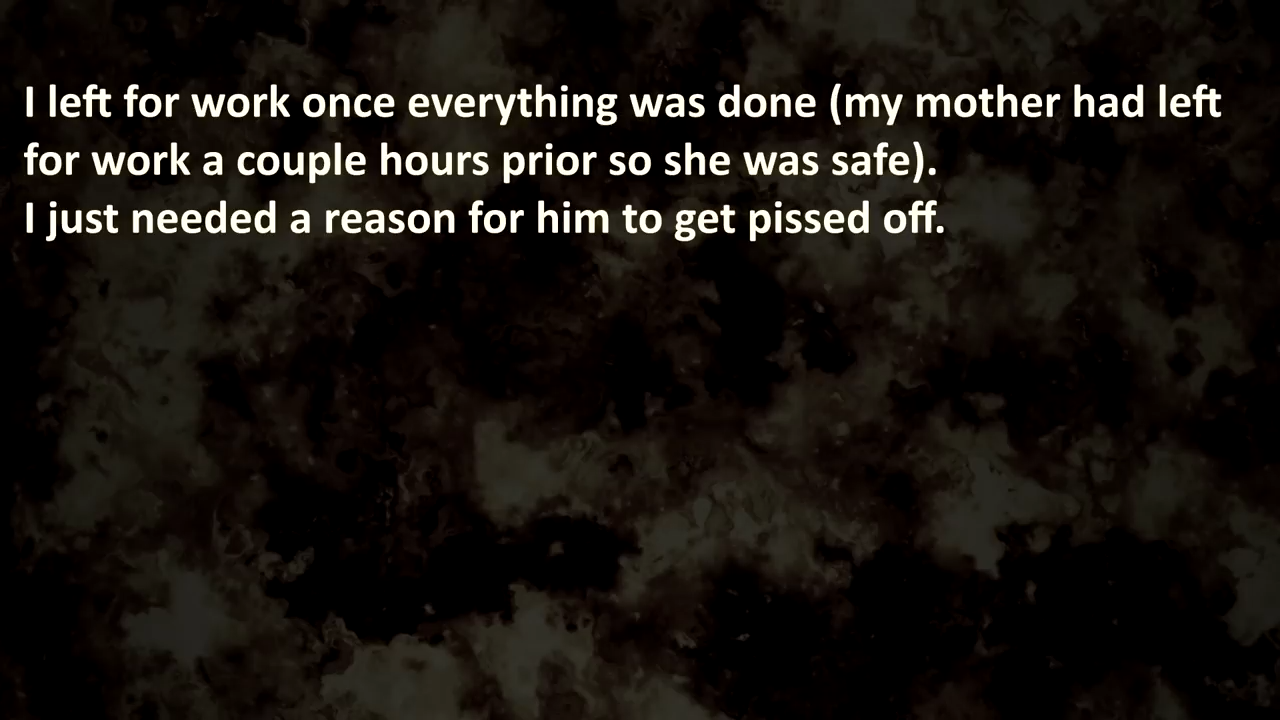 I left for work once everything was done (my mother had left
for work a couple hours prior so she was safe).
I just needed a reason for him to get pissed off.